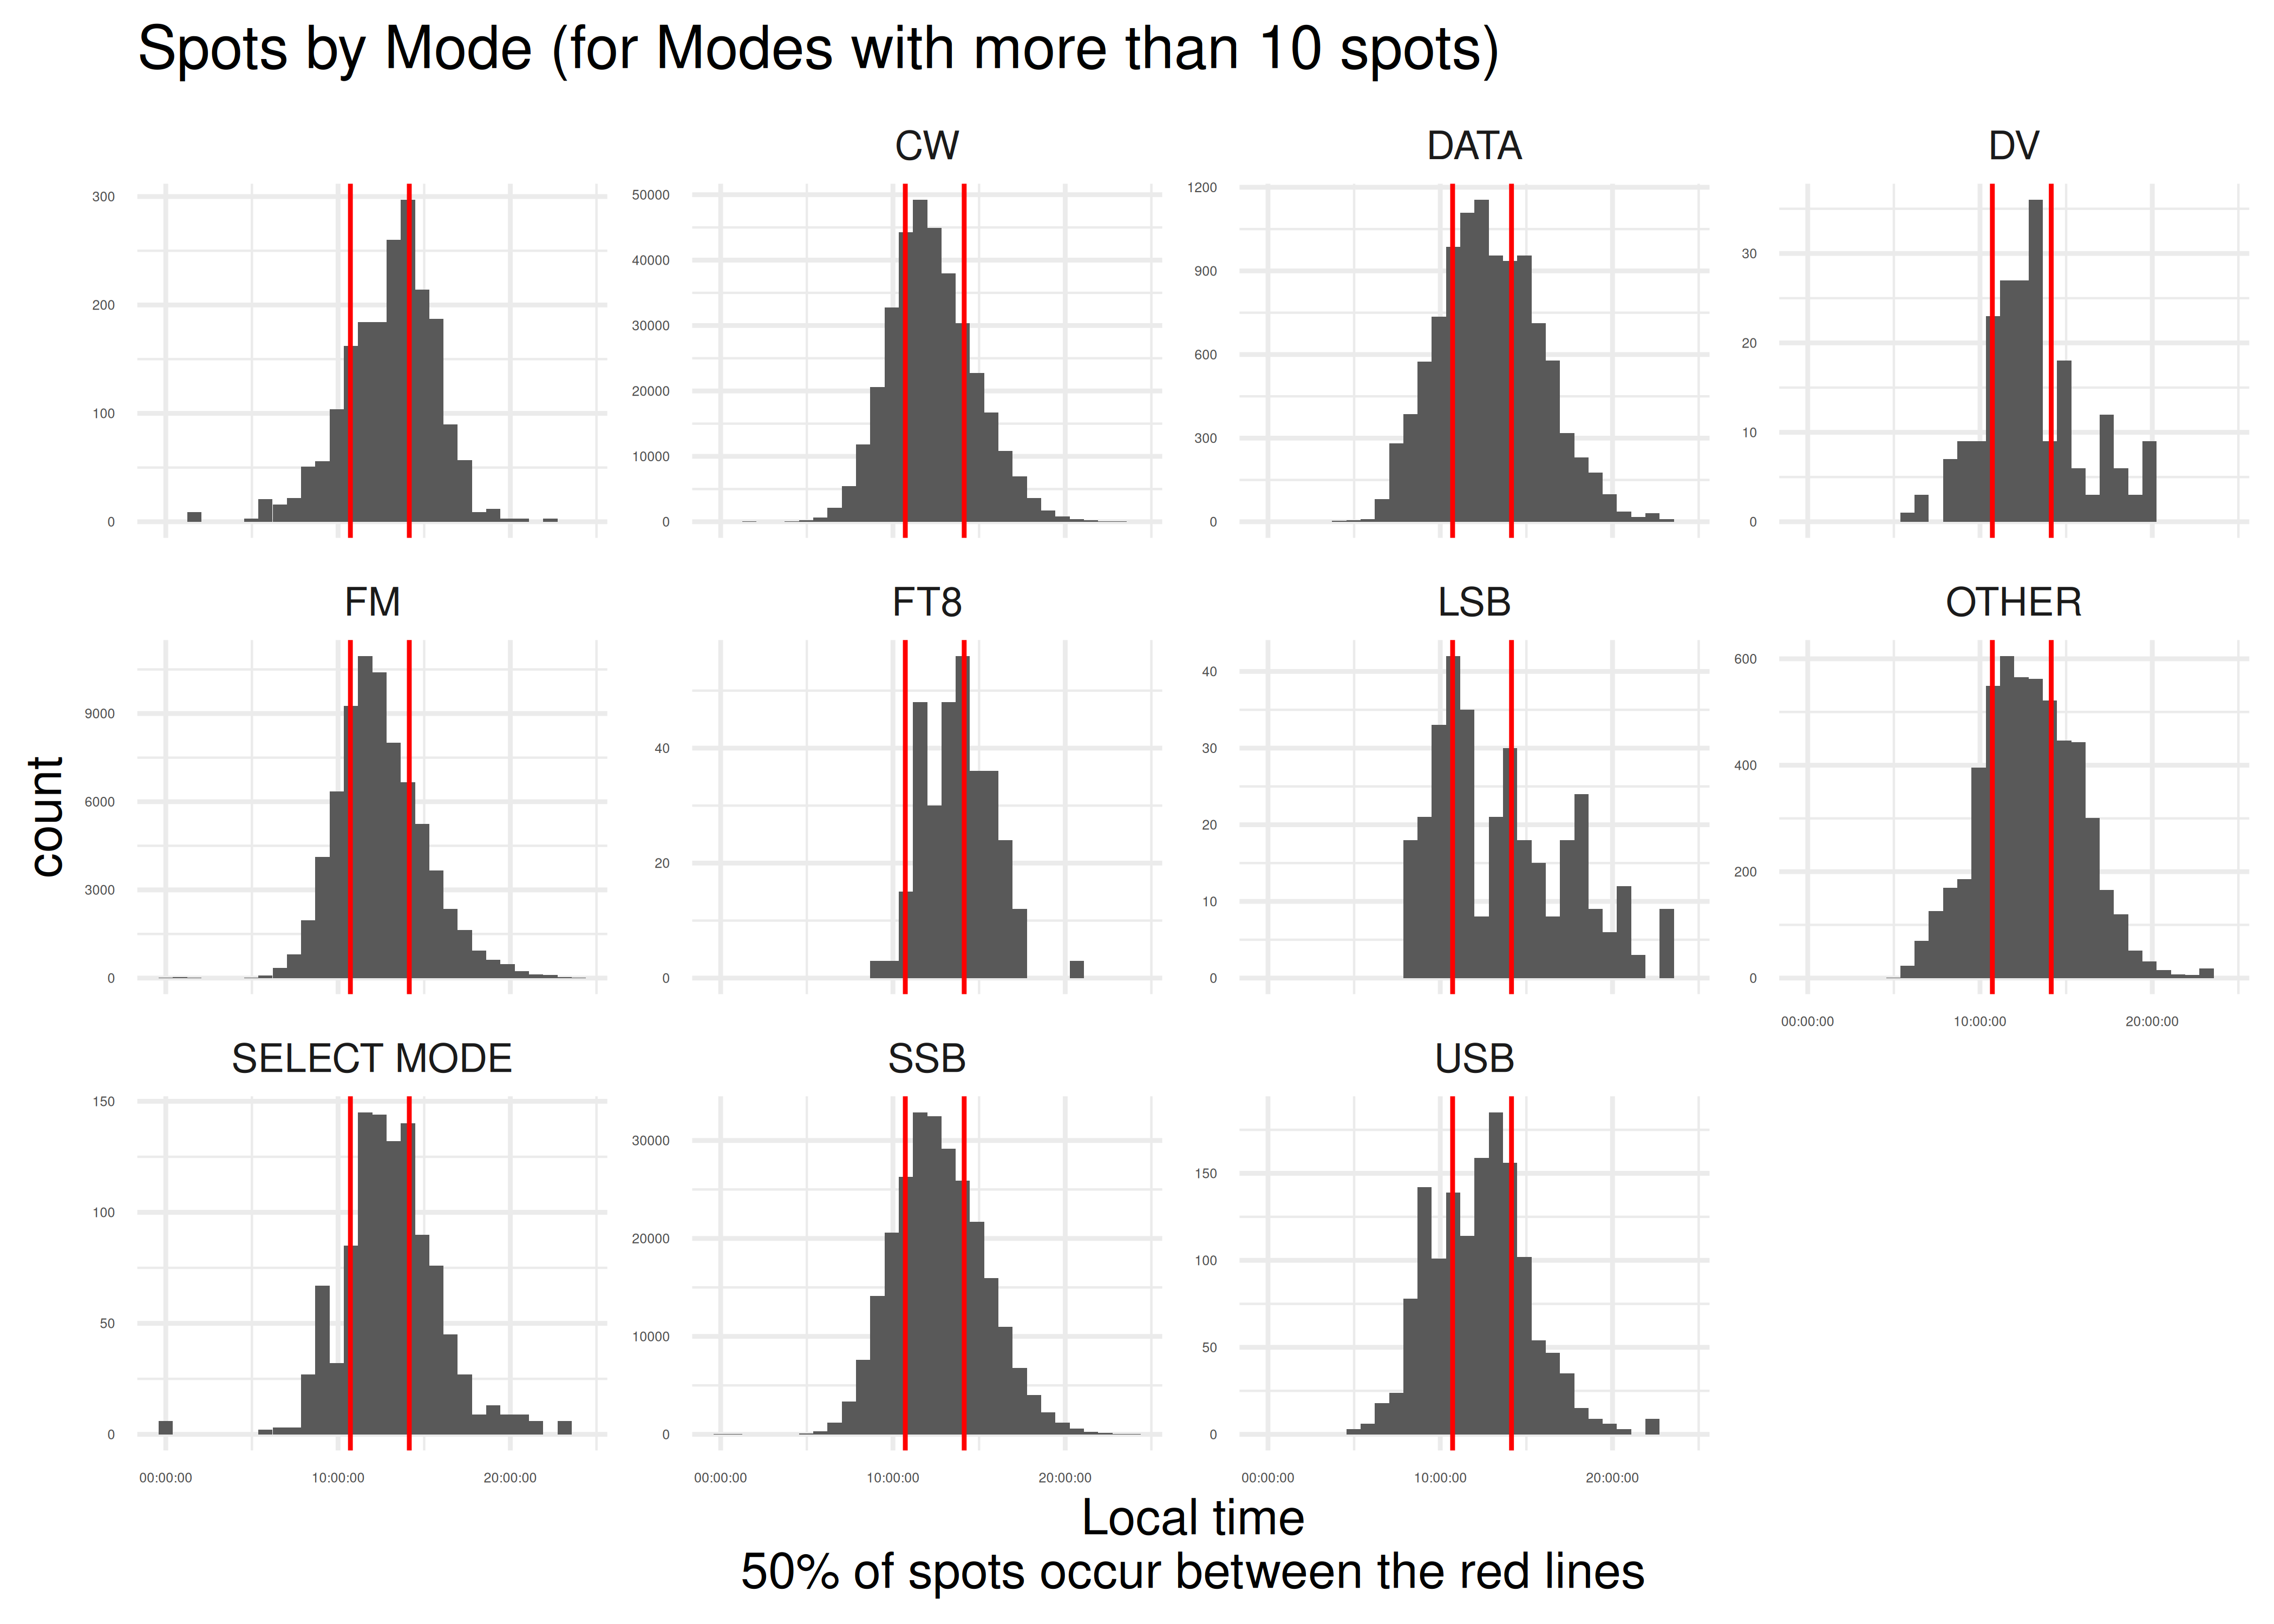 Spots by Mode (for Modes with more than 10 spots)
CW
DATA
DV
300
200
100
0
50000
40000
30000
20000
10000
0
1200
900
600
300
0
30
20
10
0
FM
FT8
LSB
OTHER
count
9000
6000
3000
0
40
20
0
40
30
20
10
0
600
400
200
0
00:00:00 10:00:00 20:00:00
SELECT MODE
SSB
USB
150
100
50
0
30000
20000
10000
0
150
100
50
0
00:00:00 10:00:00 20:00:00
00:00:00 10:00:00 20:00:00
00:00:00 10:00:00 20:00:00
Local time
50% of spots occur between the red lines